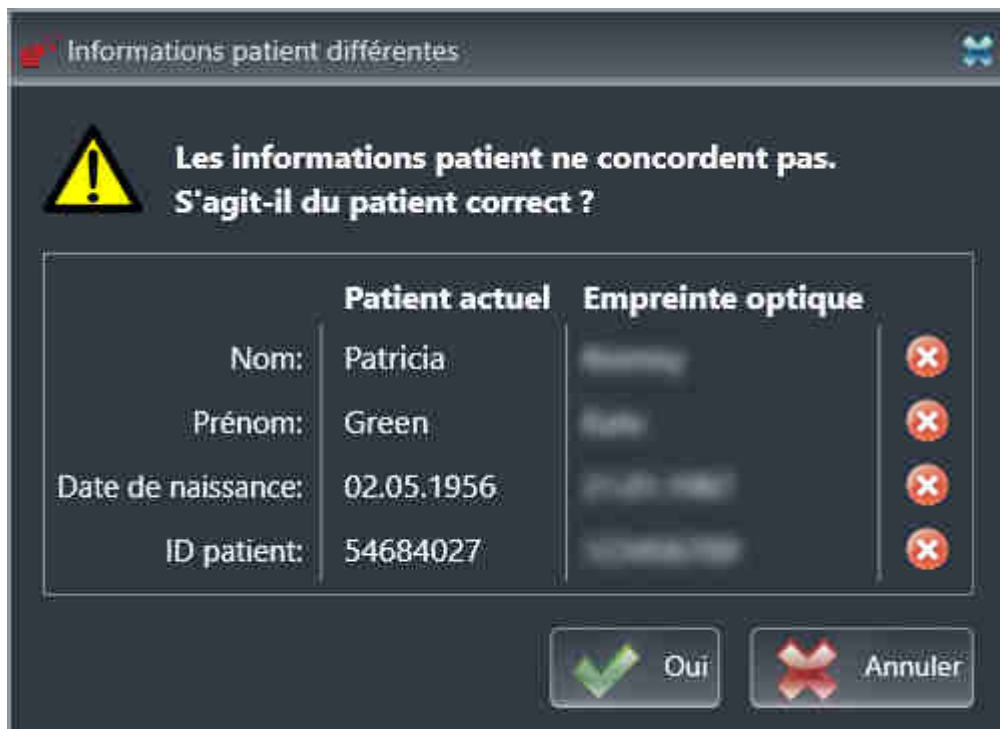 Informations patient différentes
Les informations patient ne concordent pas.
S'agit-il du patient correct ?
Patient actuel Empreinte optique
Nom: Patricia
Prénom: Green
Date de naissance: 02.05.1956
ID patient: 54684027
Oui Annuler